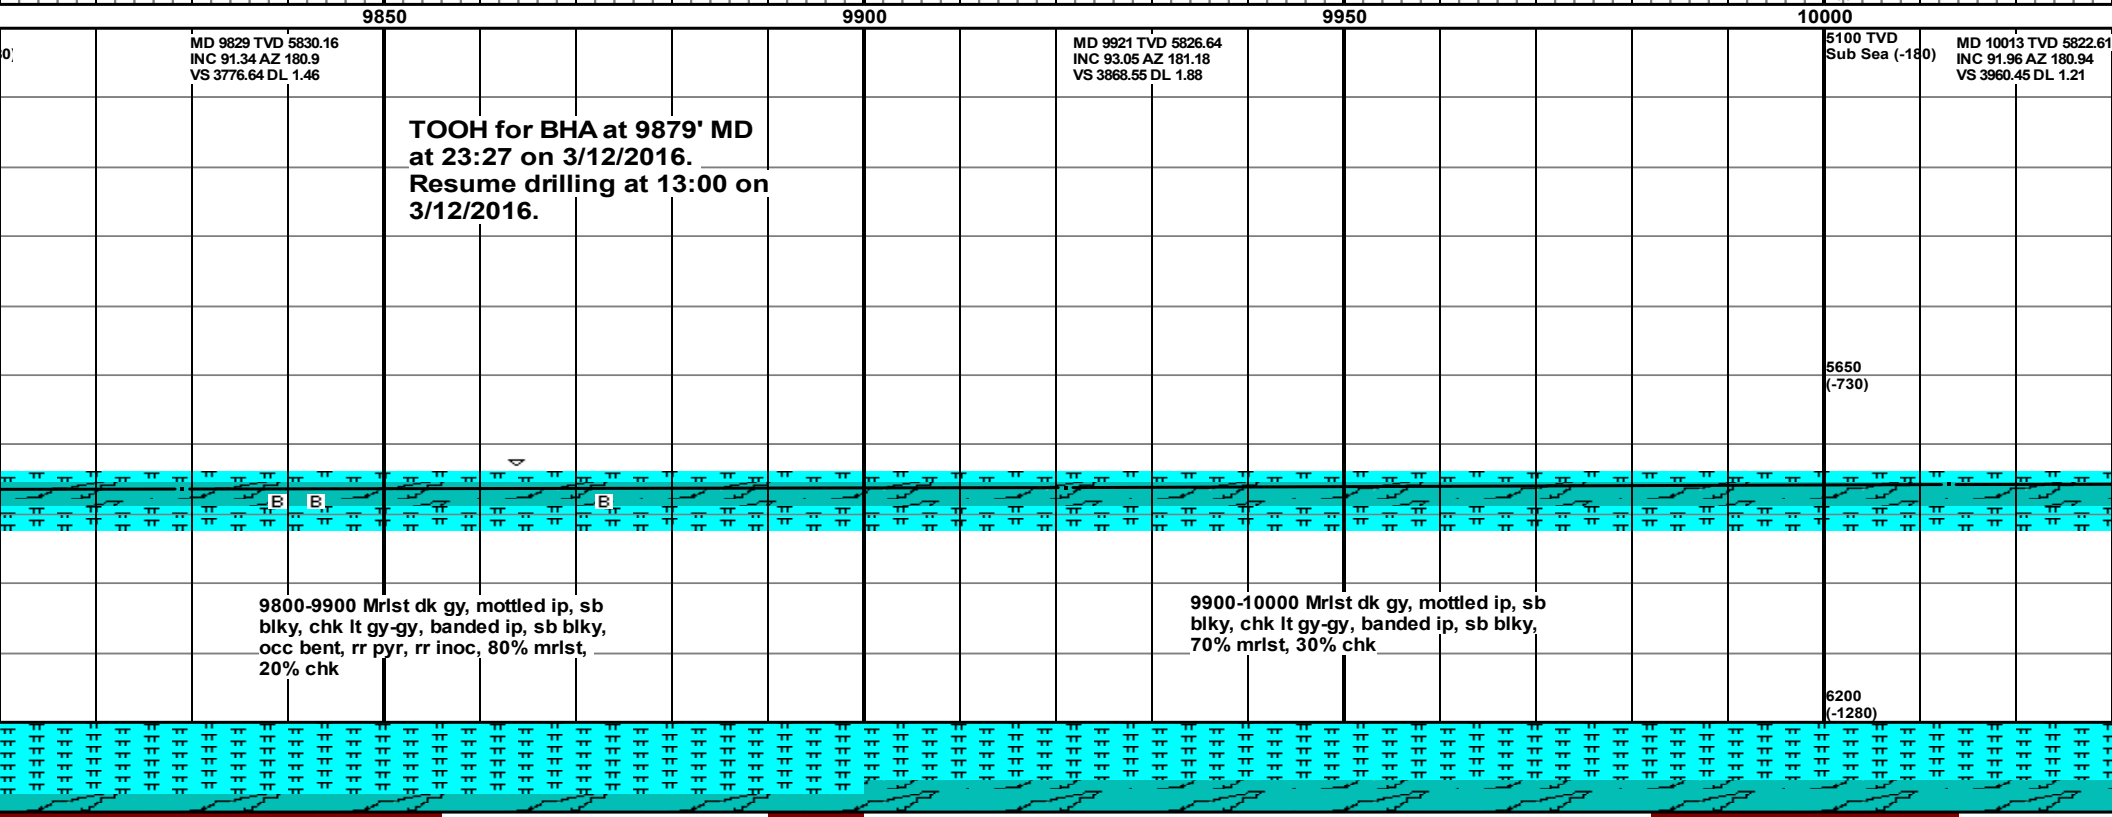 9850
9900
9950
10000
MD 9829 TVD 5830.16
INC 91.34 AZ 180.9
VS 3776.64 DL 1.46
MD 9921 TVD 5826.64
INC 93.05 AZ 181.18
VS 3868.55 DL 1.88
5100 TVD
Sub Sea (-180)
MD 10013 TVD 5822.61
INC 91.96 AZ 180.94
VS 3960.45 DL 1.21
TOOH for BHA at 9879' MD
at 23:27 on 3/12/2016.
Resume drilling at 13:00 on
3/12/2016.
5650
(-730)
B
B
B
9800-9900 Mrlst dk gy, mottled ip, sb
blky, chk lt gy-gy, banded ip, sb blky,
occ bent, rr pyr, rr inoc, 80% mrlst,
20% chk
9900-10000 Mrlst dk gy, mottled ip, sb
blky, chk lt gy-gy, banded ip, sb blky,
70% mrlst, 30% chk
6200
(-1280)